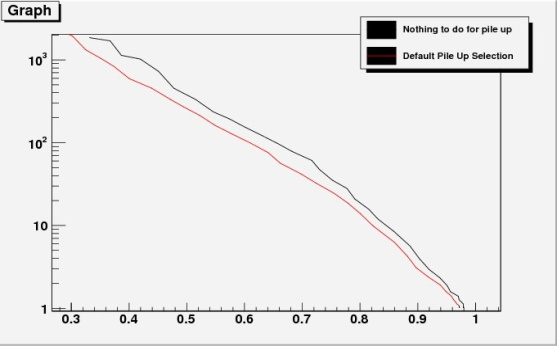 Graph
Nothing to do for pile up
Default Pile Up Selection
10³
10²
10
1
0.3 0.4 0.5 0.6 0.7 0.8 0.9 1